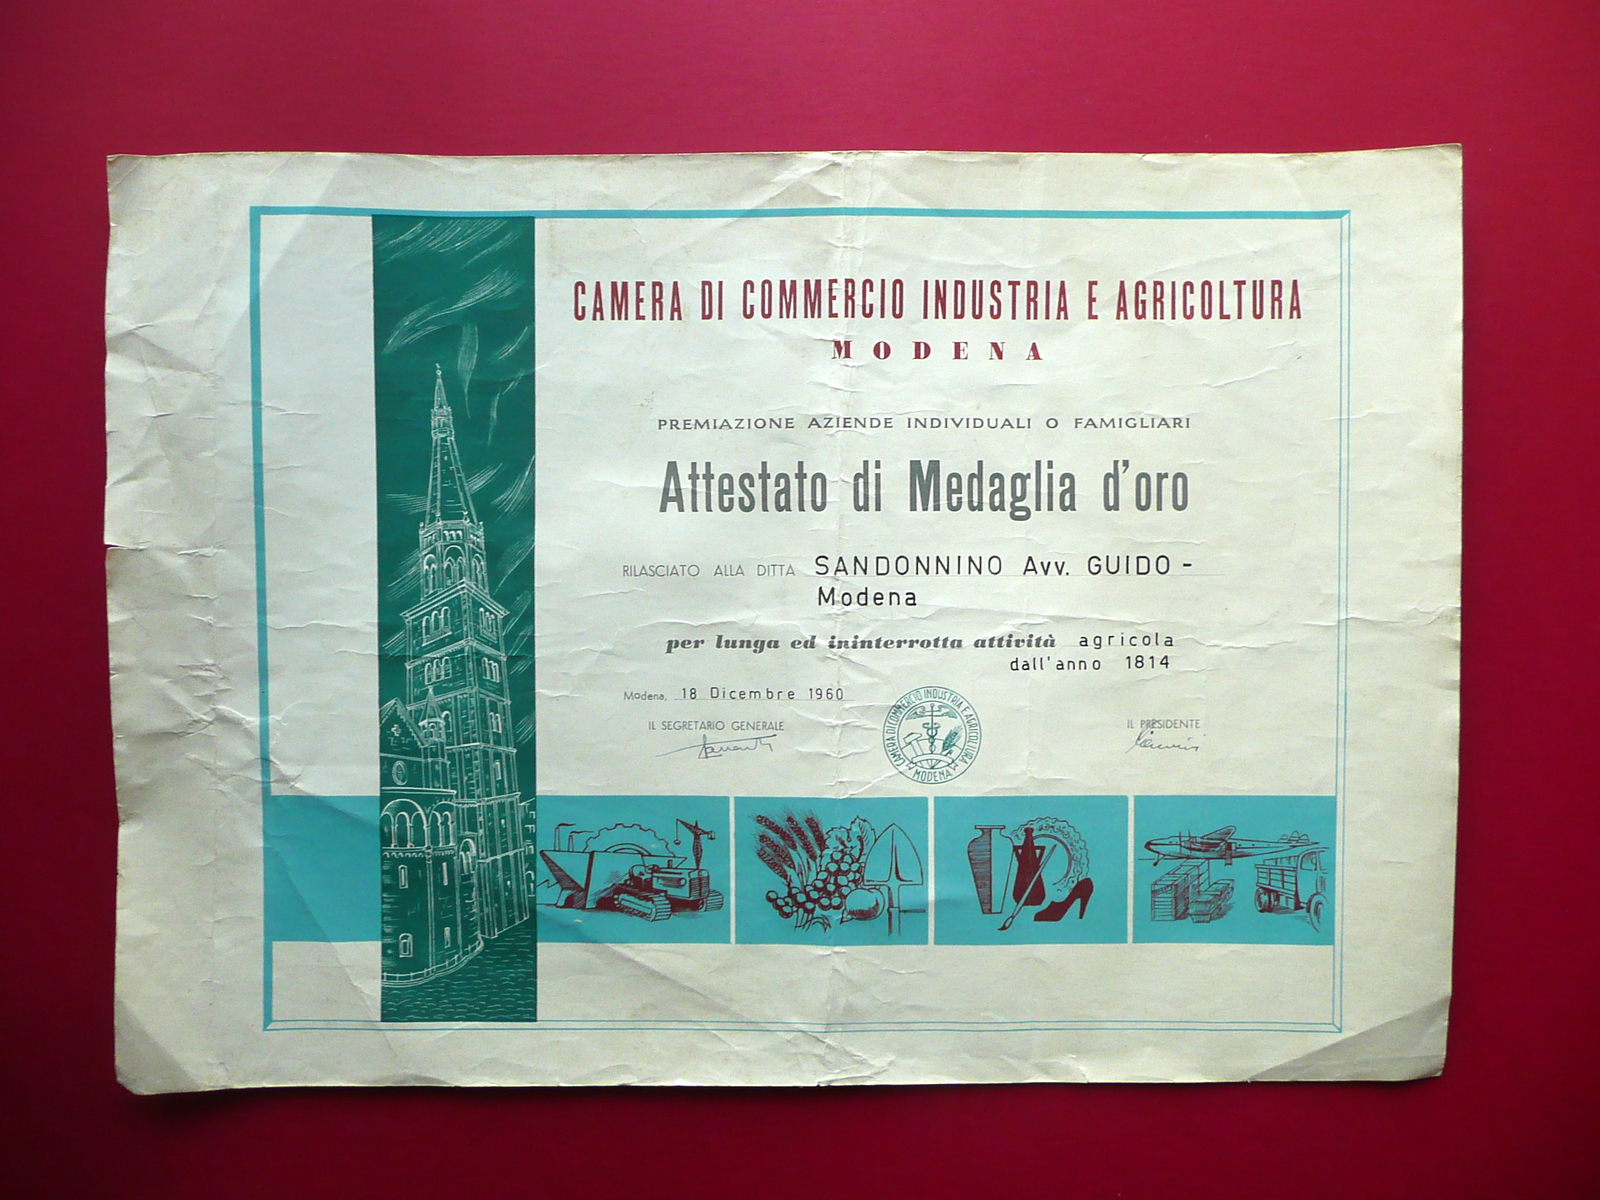 CAMERA DI COMMERCIO INDUSTRIA E AGRICOLTURA
MODENA
PREMIAZIONE AZIENDE INDIVIDUALI O FAMIGLIARI
Attestato di Medaglia d'oro
RILASCIATO ALLA DITTA SANDONNINO Avv. GUIDO -
Modena
per lunga ed ininterrotta attività agricola
dall'anno 1814
Modena, 18 Dicembre 1960
IL SEGRETARIO GENERALE
IL PRESIDENTE
CAMERA DI COMMERCIO INDUSTRIA E AGRICOLTURA
MODENA